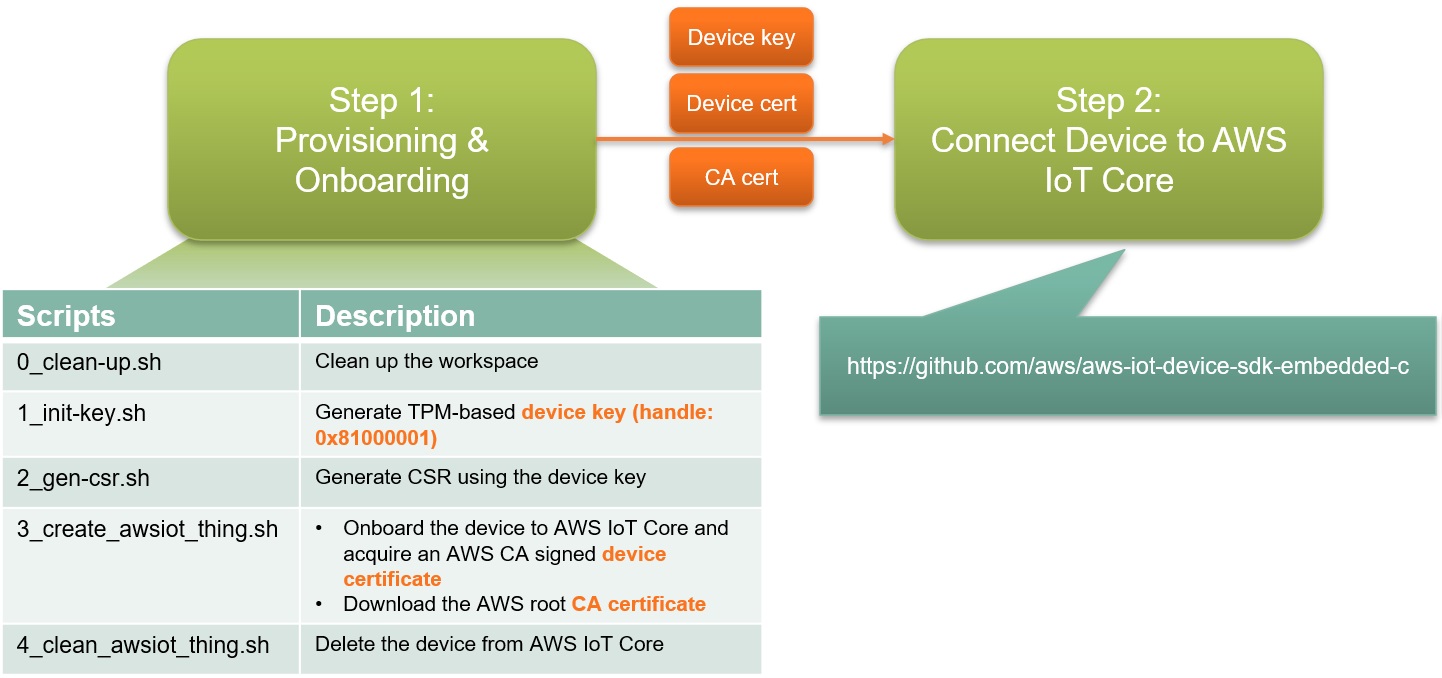 Step 1:
Provisioning &
Onboarding
Device key
Device cert
CA cert
Step 2:
Connect Device to AWS
IoT Core
Scripts
Description
0_clean-up.sh
Clean up the workspace
1_init-key.sh
Generate TPM-based device key (handle:
0x81000001)
2_gen-csr.sh
Generate CSR using the device key
3_create_awsiot_thing.sh
• Onboard the device to AWS IoT Core and
acquire an AWS CA signed device
certificate
• Download the AWS root CA certificate
4_clean_awsiot_thing.sh
Delete the device from AWS IoT Core
https://github.com/aws/aws-iot-device-sdk-embedded-c